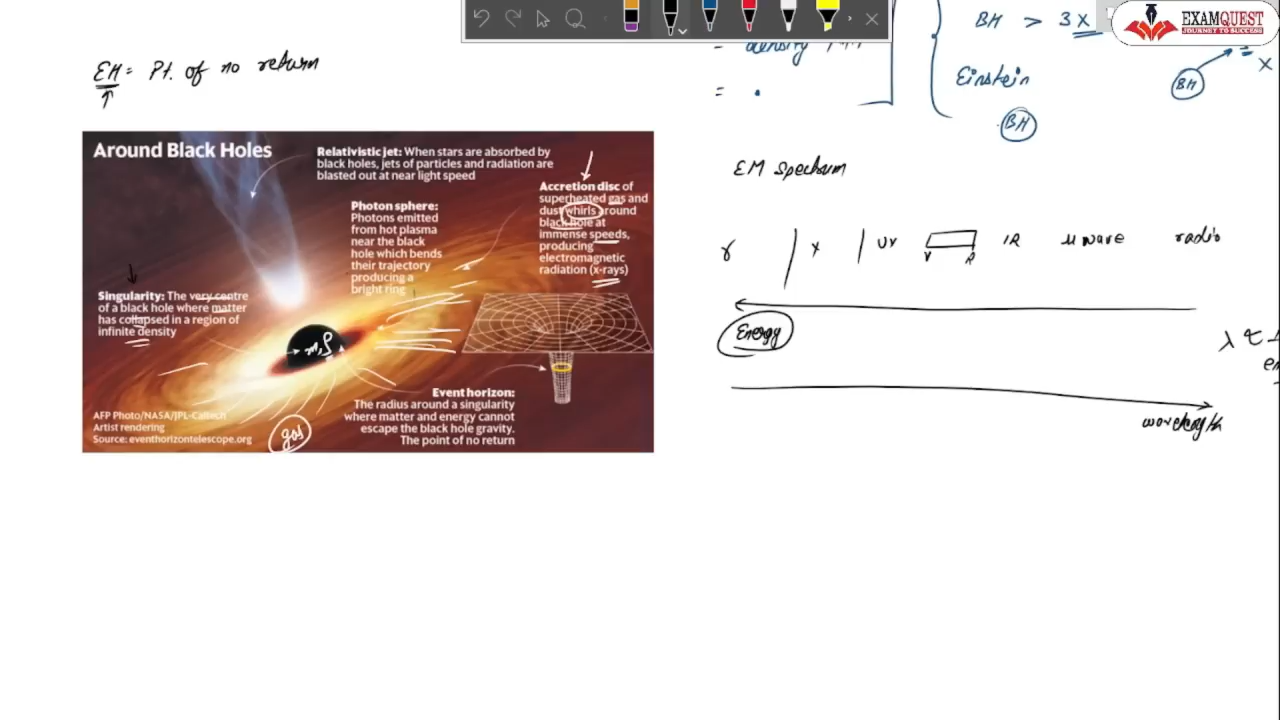 EH = Pt. of no return
Around Black Holes
Relativistic jet: When stars are absorbed by
black holes, jets of particles and radiation are
blasted out at near light speed
Accretion disc of
superheated gas and
dust whirls around
black hole at
immense speeds,
producing
electromagnetic
radiation (x-rays)
Photon sphere:
Photons emitted
from hot plasma
near the black
hole which bends
their trajectory
producing a
bright ring
Singularity: The very centre
of a black hole where matter
has collapsed in a region of
infinite density
m, ρ
Event horizon:
The radius around a singularity
where matter and energy cannot
escape the black hole gravity.
The point of no return
AFP Photo/NASA/JPL-Caltech
Artist rendering
Source: eventhorizontelescope.org
gas
= density
= .
BH > 3x
Einstein
BH
BH
x
EXAMQUEST
JOURNEY TO SUCCESS
EM Spectrum
γ | x | UV V R IR μ wave radio
Energy
λ
wavelength